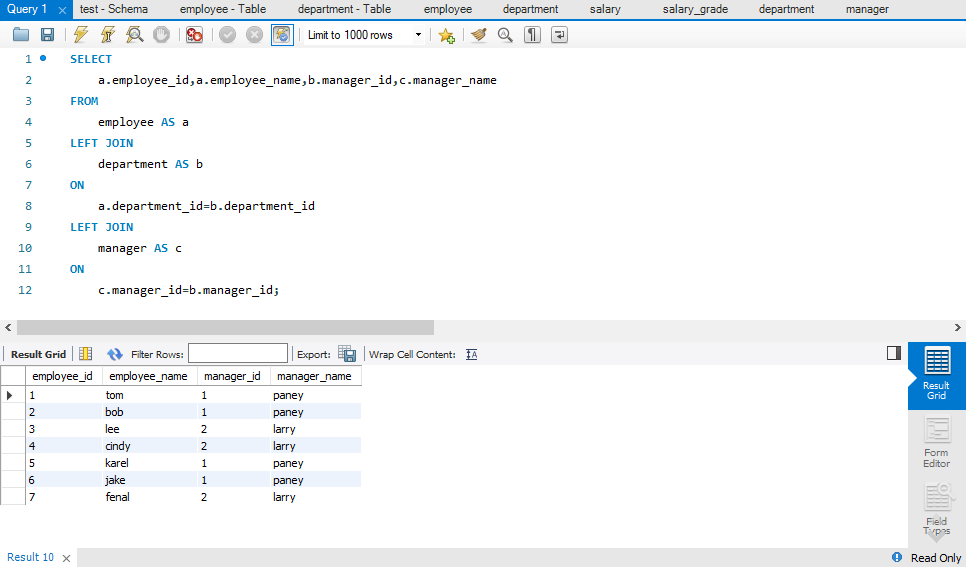 Query 1 test - Schema employee - Table department - Table employee department salary salary_grade department manager
Limit to 1000 rows
1 SELECT
2 a.employee_id,a.employee_name,b.manager_id,c.manager_name
3 FROM
4 employee AS a
5 LEFT JOIN
6 department AS b
7 ON
8 a.department_id=b.department_id
9 LEFT JOIN
10 manager AS c
11 ON
12 c.manager_id=b.manager_id;
Result Grid Filter Rows: Export: Wrap Cell Content: IA
employee_id employee_name manager_id manager_name
1 tom 1 paney
2 bob 1 paney
3 lee 2 larry
4 cindy 2 larry
5 karel 1 paney
6 jake 1 paney
7 fenal 2 larry
Result
Grid
Form
Editor
Field
Types
Result 10 Read Only